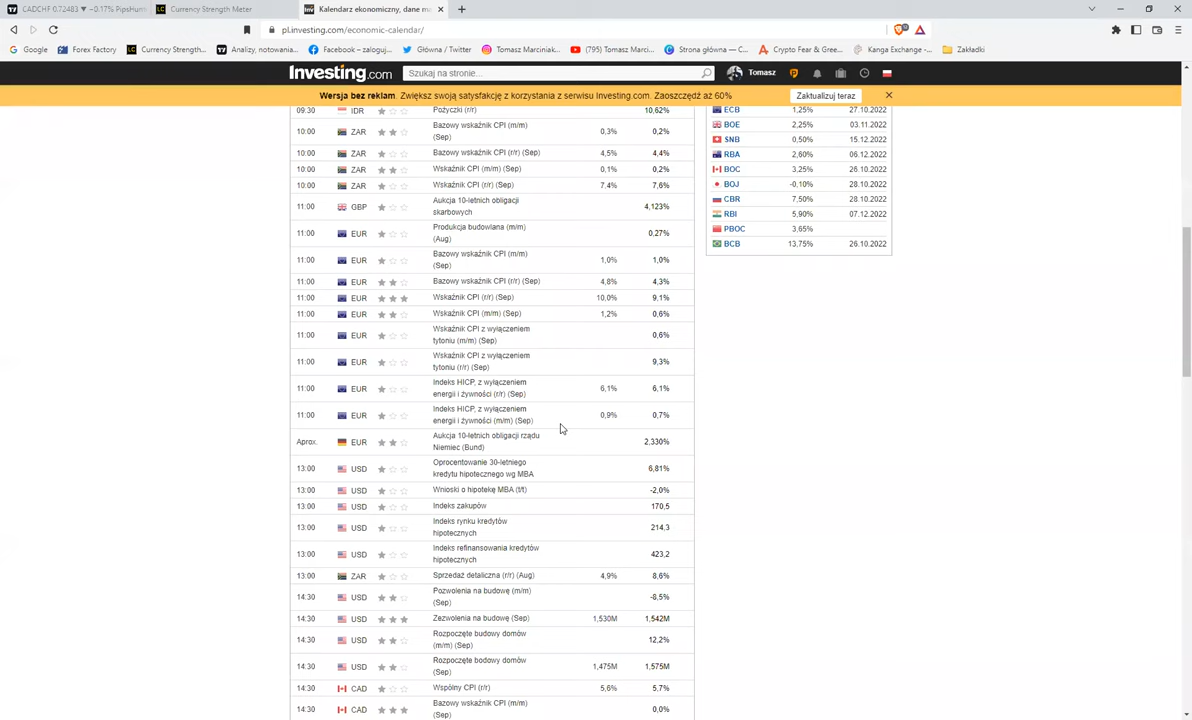 CADCHF 0.72483 ▼ −0.17% PipsHun
Currency Strength Meter
Kalendarz ekonomiczny, dane ma
pl.investing.com/economic-calendar/
Google
Forex Factory
Currency Strength...
Analizy, notowania...
Facebook – zaloguj...
Główna / Twitter
Tomasz Marciniak...
(795) Tomasz Marci...
Strona główna — C...
Crypto Fear & Gree...
Kanga Exchange -...
Zakładki
Investing.com
Szukaj na stronie...
Tomasz
Wersja bez reklam. Zwiększ swoją satysfakcję z korzystania z serwisu Investing.com. Zaoszczędź aż 60%
Zaktualizuj teraz
09:30 IDR Pożyczki (r/r) 10,62%
10:00 ZAR Bazowy wskaźnik CPI (m/m) 0,3% 0,2%
(Sep)
10:00 ZAR Bazowy wskaźnik CPI (r/r) (Sep) 4,5% 4,4%
10:00 ZAR Wskaźnik CPI (m/m) (Sep) 0,1% 0,2%
10:00 ZAR Wskaźnik CPI (r/r) (Sep) 7.4% 7,6%
11:00 GBP Aukcja 10-letnich obligacji 4,123%
skarbowych
11:00 EUR Produkcja budowlana (m/m) 0.27%
(Aug)
11:00 EUR Bazowy wskaźnik CPI (m/m) 1,0% 1,0%
(Sep)
11:00 EUR Bazowy wskaźnik CPI (r/r) (Sep) 4,8% 4,3%
11:00 EUR Wskaźnik CPI (r/r) (Sep) 10,0% 9,1%
11:00 EUR Wskaźnik CPI (m/m) (Sep) 1,2% 0,6%
11:00 EUR Wskaźnik CPI z wyłączeniem 0,6%
tytoniu (m/m) (Sep)
11:00 EUR Wskaźnik CPI z wyłączeniem 9,3%
tytoniu (r/r) (Sep)
11:00 EUR Indeks HICP, z wyłączeniem 6,1% 6,1%
energii i żywności (r/r) (Sep)
11:00 EUR Indeks HICP, z wyłączeniem 0,9% 0,7%
energii i żywności (m/m) (Sep)
Aprox. EUR Aukcja 10-letnich obligacji rządu 2,330%
Niemiec (Bund)
13:00 USD Oprocentowanie 30-letniego 6,81%
kredytu hipotecznego wg MBA
13:00 USD Wnioski o hipotekę MBA (t/t) -2,0%
13:00 USD Indeks zakupów 170,5
13:00 USD Indeks rynku kredytów 214,3
hipotecznych
13:00 USD Indeks refinansowania kredytów 423,2
hipotecznych
13:00 ZAR Sprzedaż detaliczna (r/r) (Aug) 4,9% 8,6%
14:30 USD Pozwolenia na budowę (m/m) -8,5%
(Sep)
14:30 USD Zezwolenia na budowę (Sep) 1,530M 1,542M
14:30 USD Rozpoczęte budowy domów 12,2%
(m/m) (Sep)
14:30 USD Rozpoczęte bodowy domów 1,475M 1,575M
(Sep)
14:30 CAD Wspólny CPI (r/r) 5,6% 5,7%
14:30 CAD Bazowy wskaźnik CPI (m/m) 0,0%
(Sep)
ECB 1,25% 27.10.2022
BOE 2,25% 03.11.2022
SNB 0,50% 15.12.2022
RBA 2,60% 06.12.2022
BOC 3,25% 26.10.2022
BOJ -0,10% 28.10.2022
CBR 7,50% 28.10.2022
RBI 5,90% 07.12.2022
PBOC 3,65%
BCB 13,75% 26.10.2022